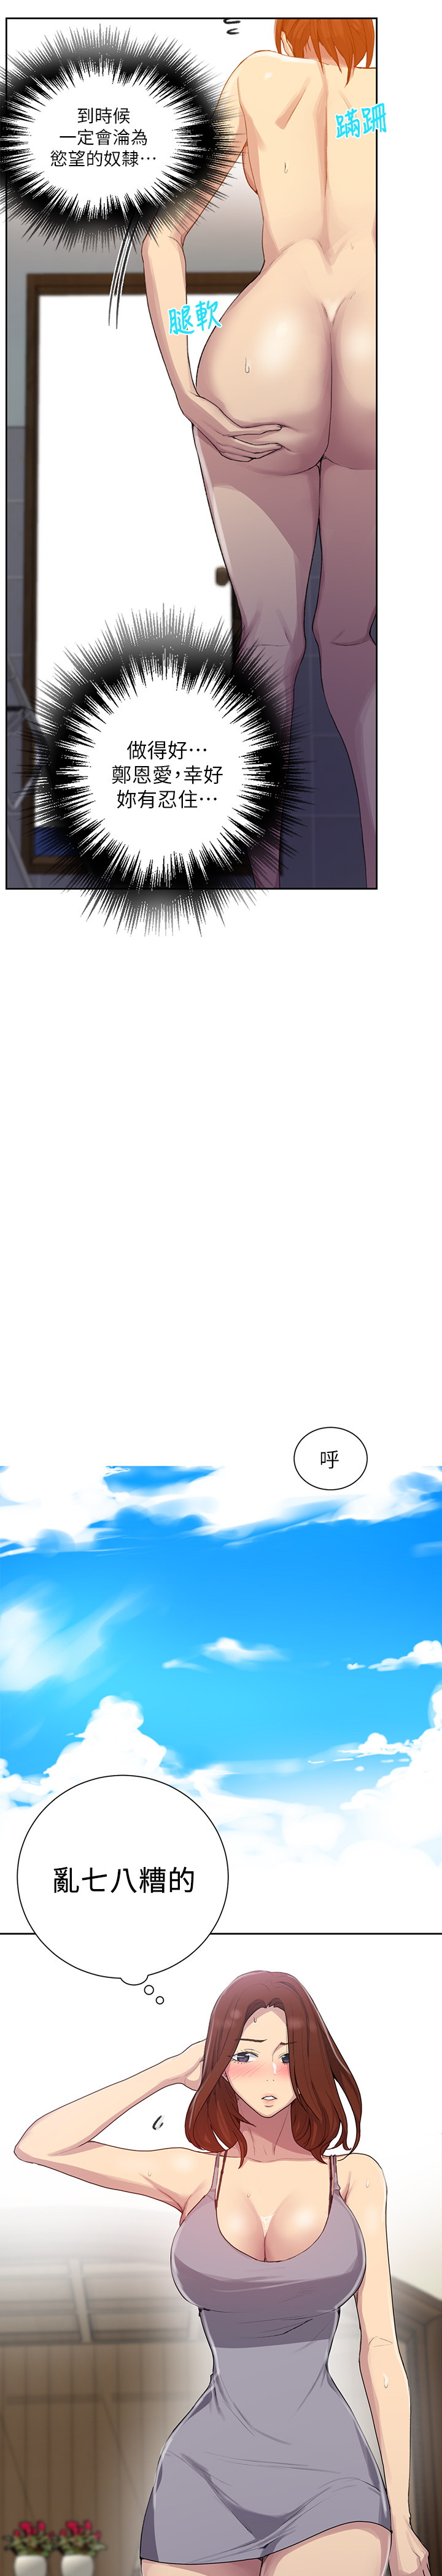 到時候
一定會淪為
慾望的奴隸⋯
蹣跚
腿軟
做得好⋯
鄭恩愛,幸好
妳有忍住⋯
呼
亂七八糟的